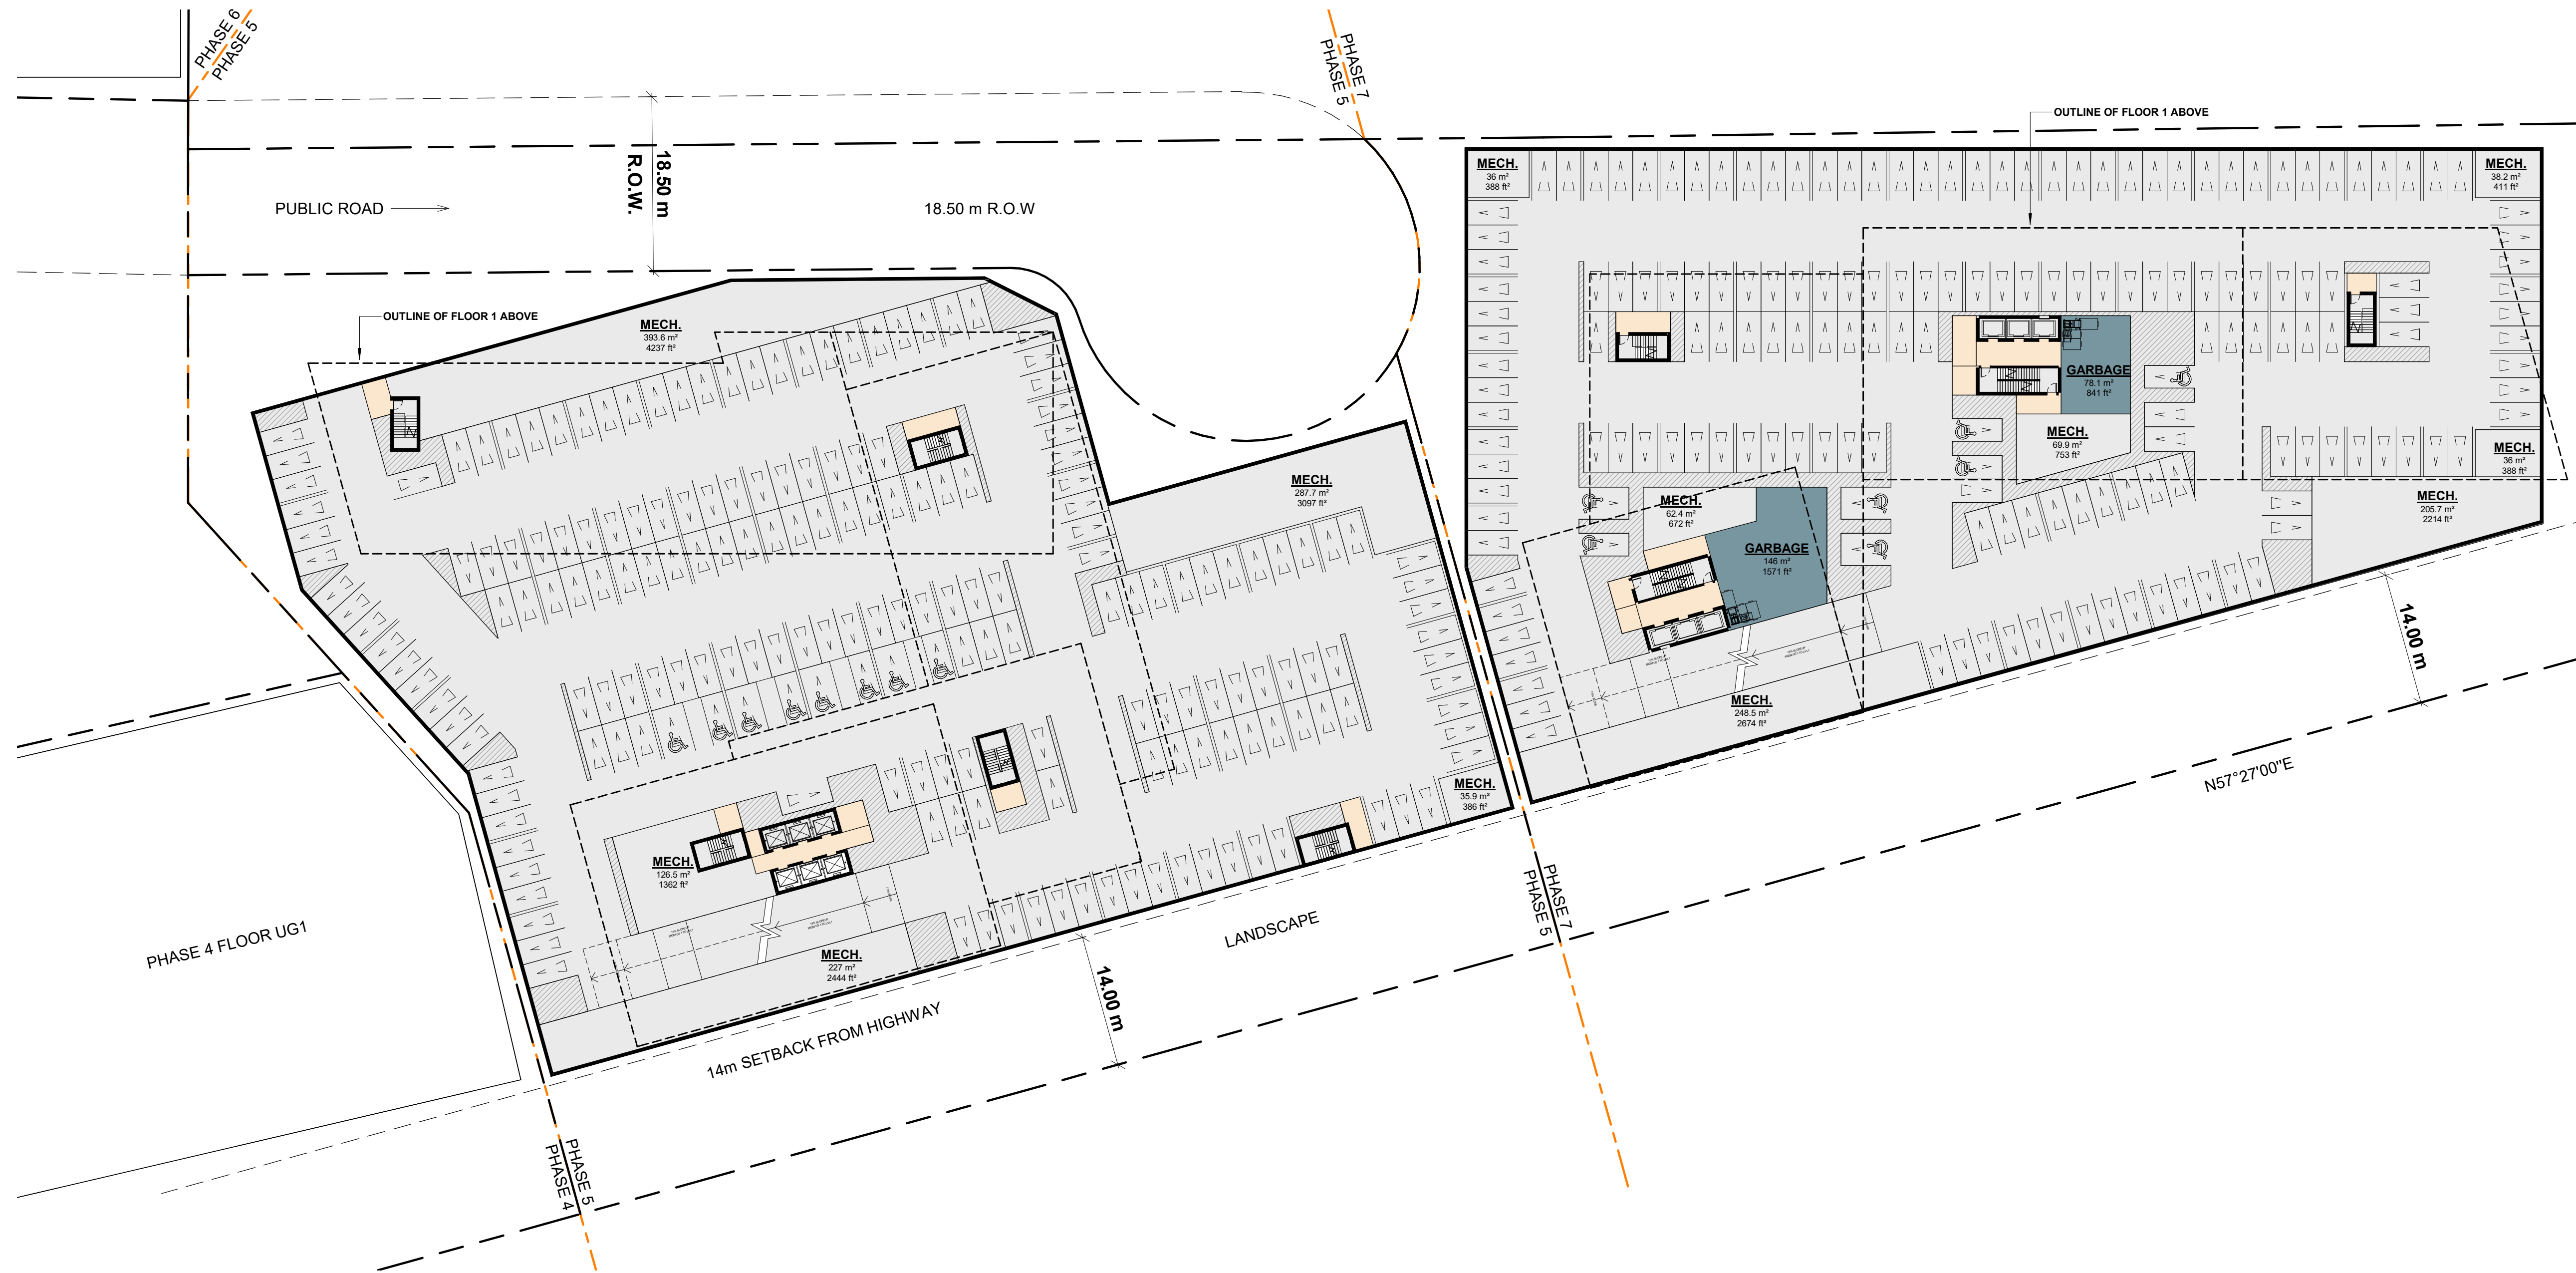 PHASE 6
PHASE 5
PHASE 7
PHASE 5
OUTLINE OF FLOOR 1 ABOVE
18.50 m
R.O.W.
PUBLIC ROAD
18.50 m R.O.W
MECH.
36 m²
388 ft²
MECH.
38.2 m²
411 ft²
OUTLINE OF FLOOR 1 ABOVE
MECH.
393.6 m²
4237 ft²
GARBAGE
78.1 m²
841 ft²
MECH.
69.9 m²
753 ft²
MECH.
36 m²
388 ft²
MECH.
287.7 m²
3097 ft²
MECH.
62.4 m²
672 ft²
MECH.
205.7 m²
2214 ft²
GARBAGE
146 m²
1571 ft²
14.00 m
MECH.
248.5 m²
2674 ft²
N57°27'00"E
MECH.
35.9 m²
386 ft²
MECH.
126.5 m²
1362 ft²
PHASE 7
PHASE 5
LANDSCAPE
PHASE 4 FLOOR UG1
MECH.
227 m²
2444 ft²
14.00 m
14m SETBACK FROM HIGHWAY
PHASE 5
PHASE 4